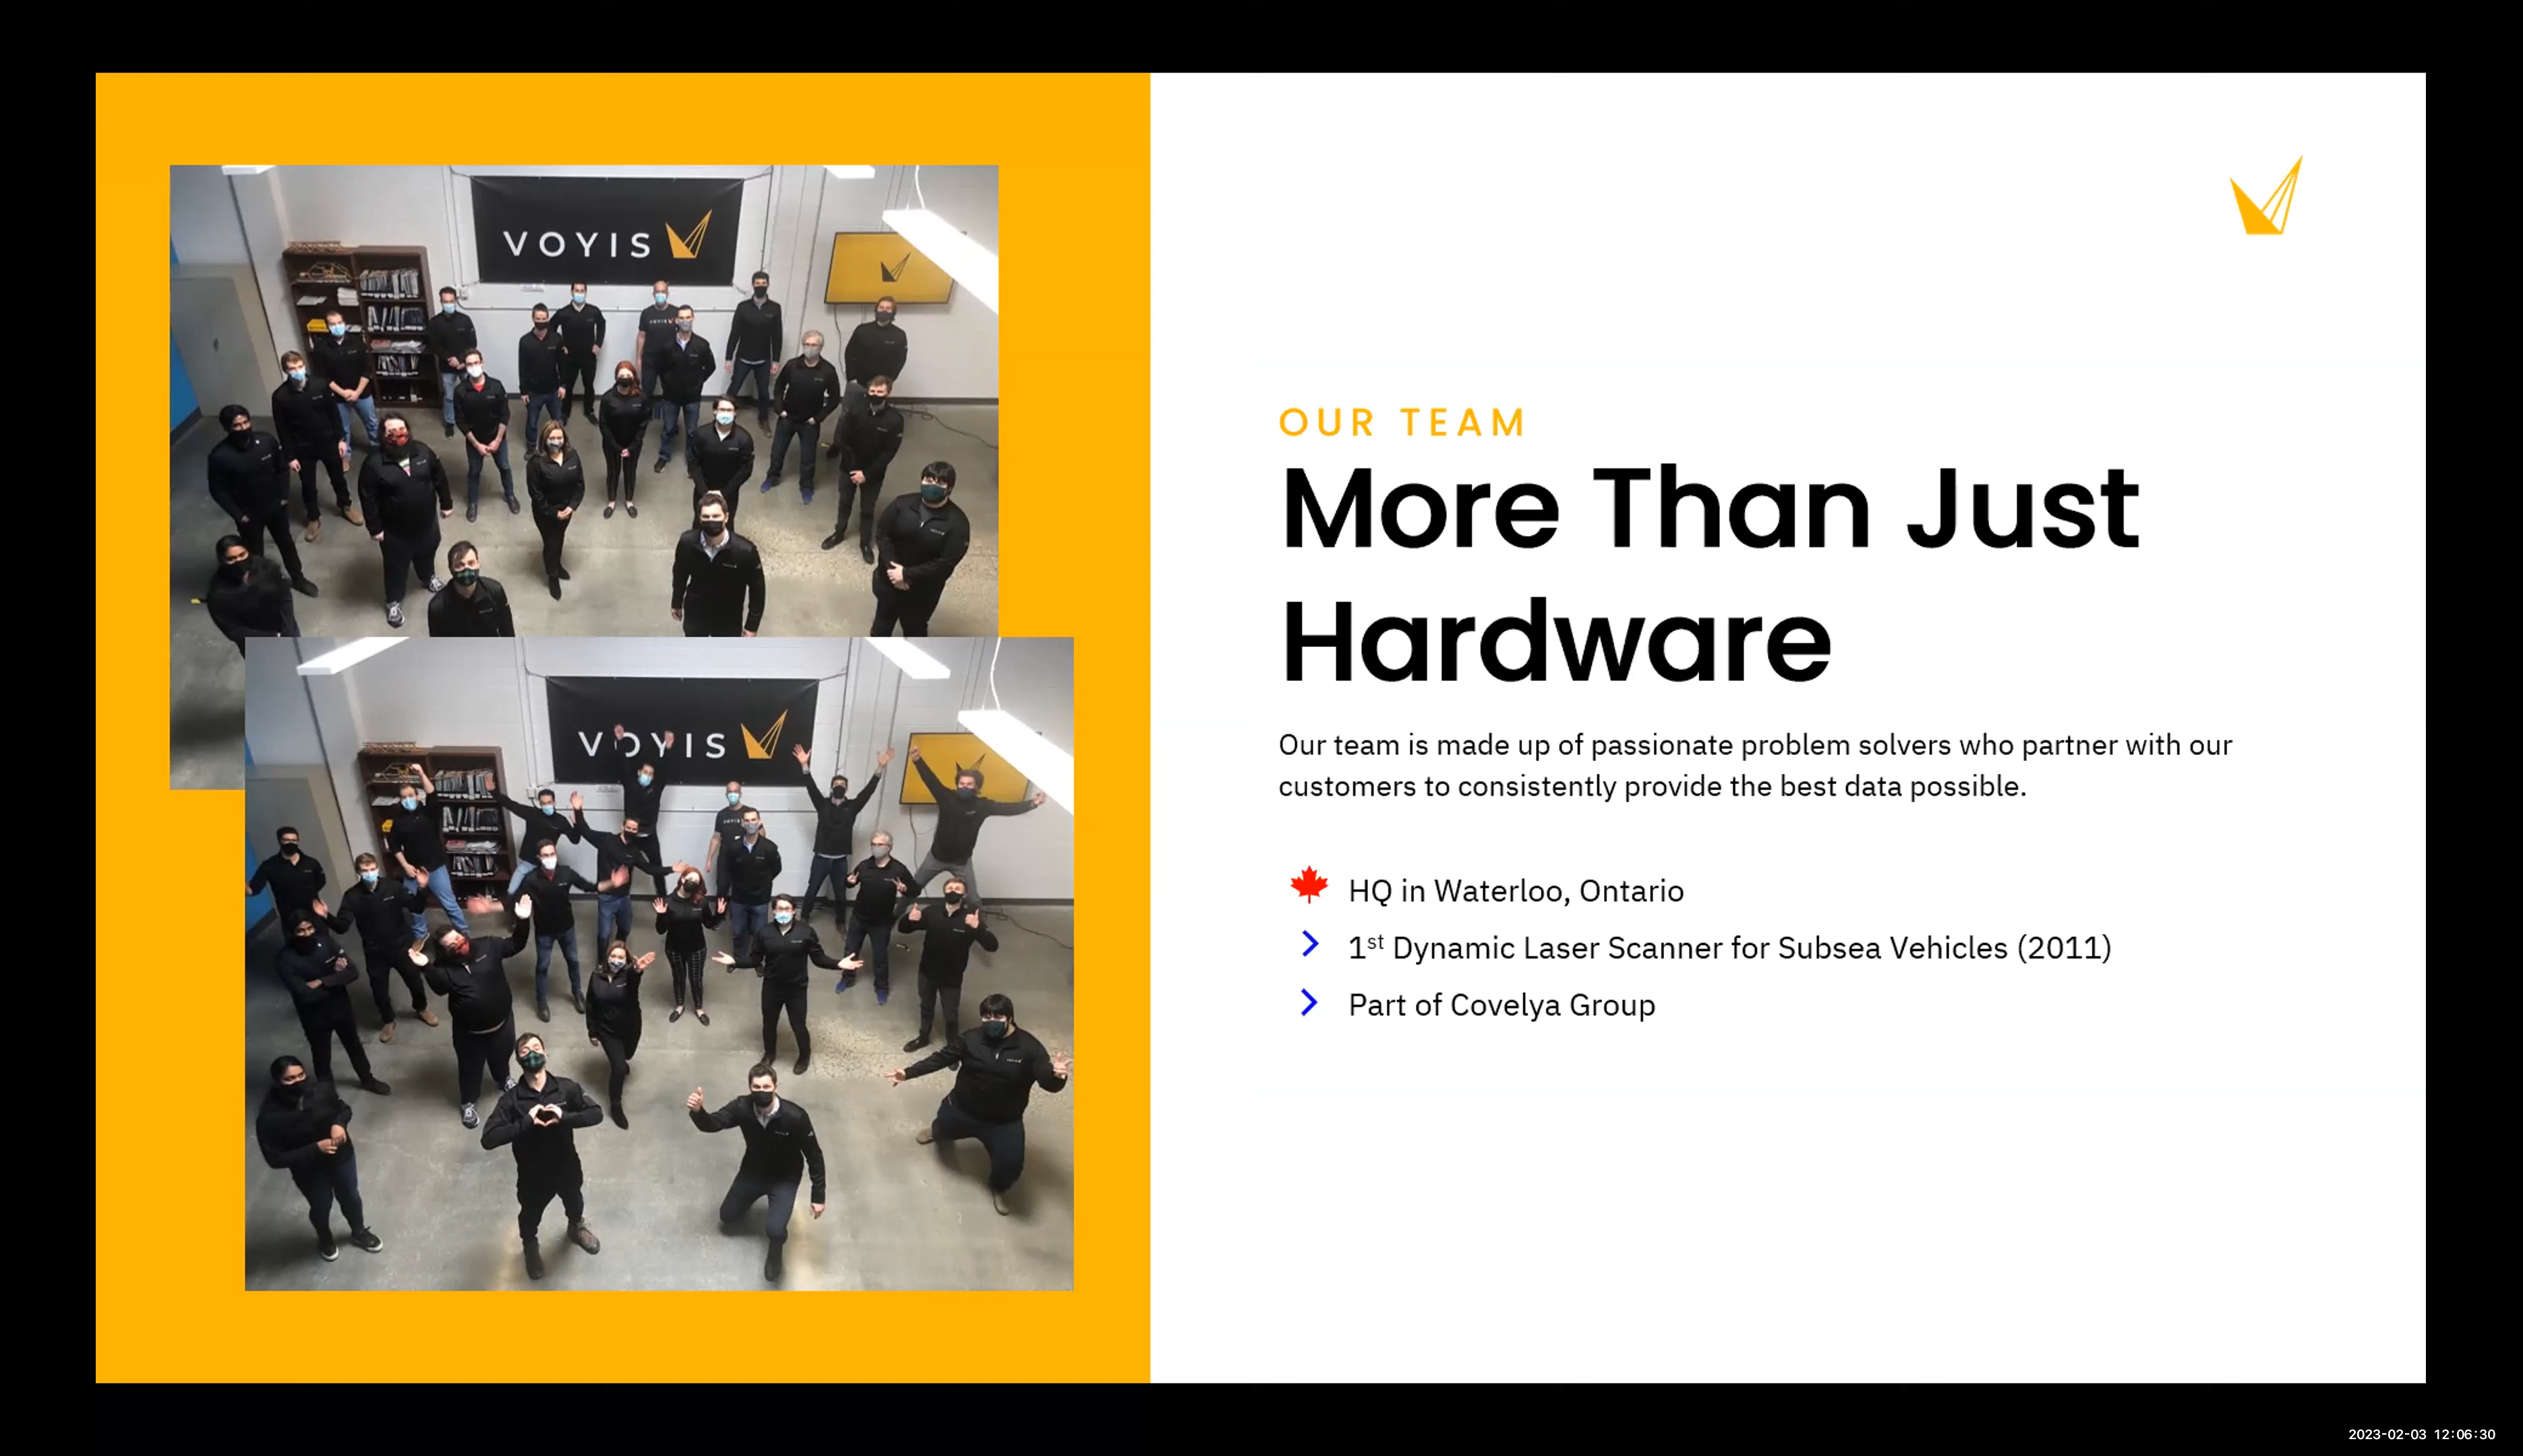 VOYIS
VOYIS
OUR TEAM
More Than Just
Hardware
Our team is made up of passionate problem solvers who partner with our
customers to consistently provide the best data possible.
HQ in Waterloo, Ontario
1st Dynamic Laser Scanner for Subsea Vehicles (2011)
Part of Covelya Group
2023-02-03 12:06:30